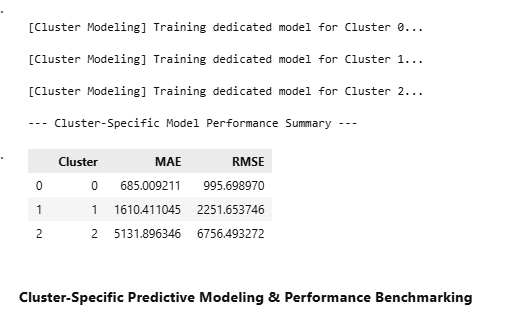 [Cluster Modeling] Training dedicated model for Cluster 0...
[Cluster Modeling] Training dedicated model for Cluster 1...
[Cluster Modeling] Training dedicated model for Cluster 2...
--- Cluster-Specific Model Performance Summary ---
Cluster MAE RMSE
0 0 685.009211 995.698970
1 1 1610.411045 2251.653746
2 2 5131.896346 6756.493272
Cluster-Specific Predictive Modeling & Performance Benchmarking